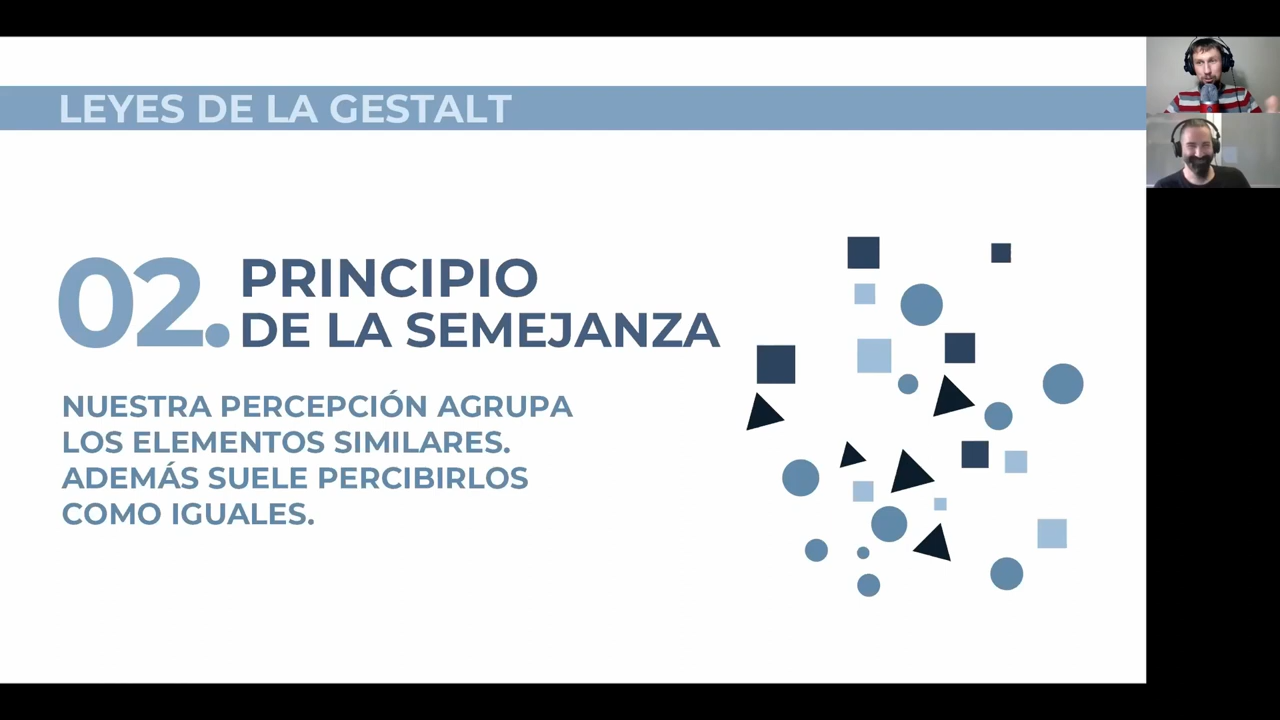 LEYES DE LA GESTALT
02.
PRINCIPIO
DE LA SEMEJANZA
NUESTRA PERCEPCIÓN AGRUPA
LOS ELEMENTOS SIMILARES.
ADEMÁS SUELE PERCIBIRLOS
COMO IGUALES.